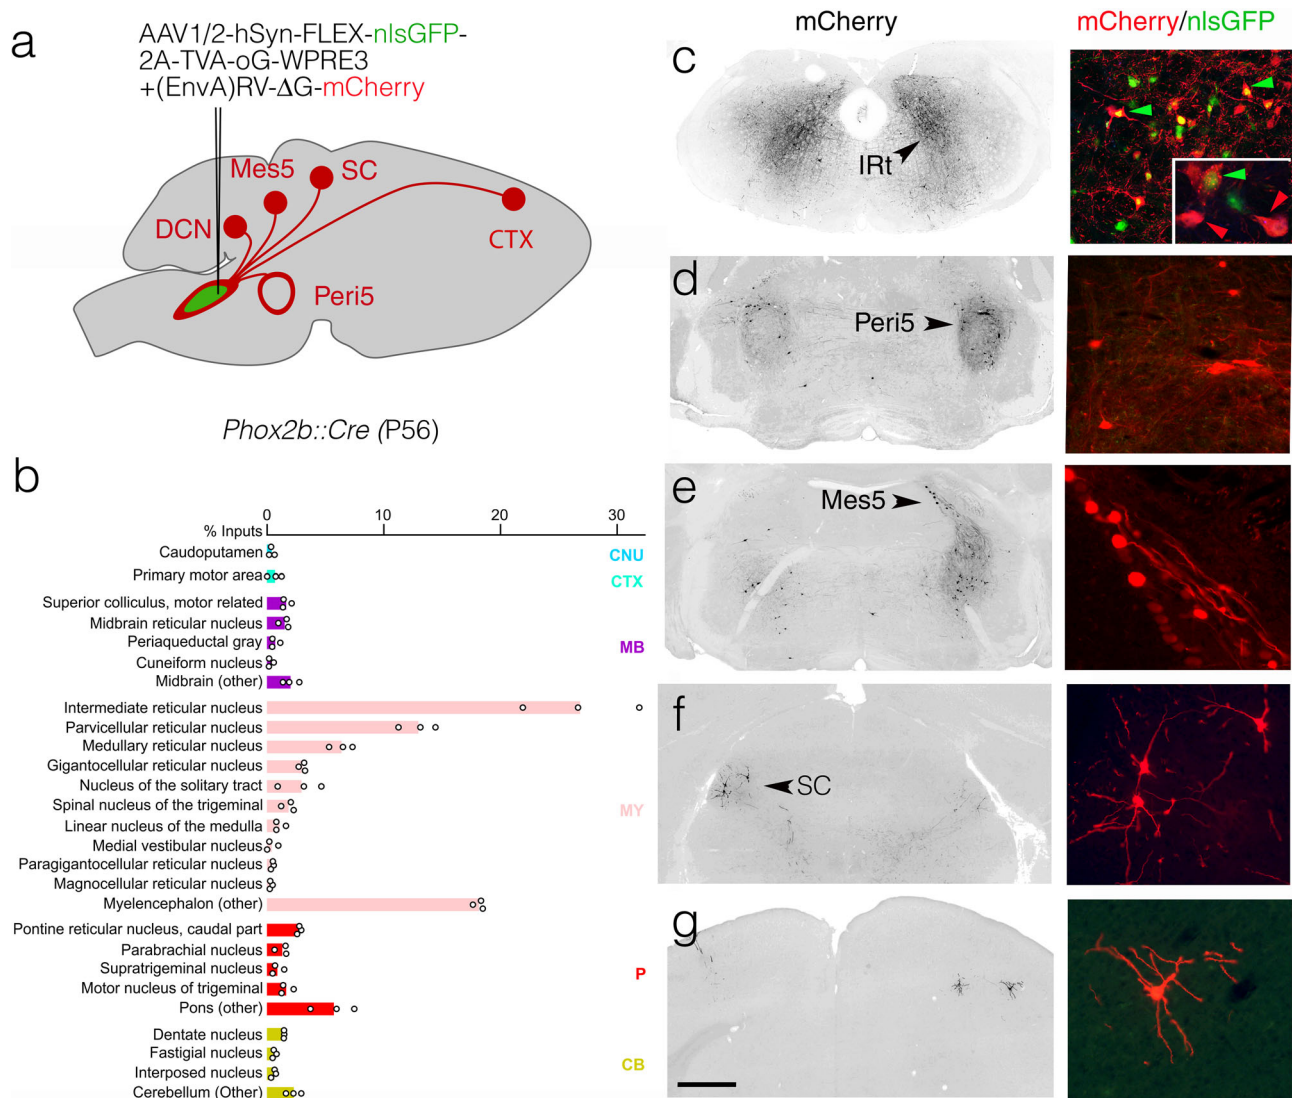 a
AAV1/2-hSyn-FLEX-nlsGFP-
2A-TVA-oG-WPRE3
+(EnvA)RV-ΔG-mCherry
Mes5
SC
DCN
CTX
Peri5
Phox2b::Cre (P56)
b
0 10 20 30
% Inputs
Caudoputamen
CNU
Primary motor area
CTX
Superior colliculus, motor related
Midbrain reticular nucleus
Periaqueductal gray
MB
Cuneiform nucleus
Midbrain (other)
Intermediate reticular nucleus
Parvicellular reticular nucleus
Medullary reticular nucleus
Gigantocellular reticular nucleus
Nucleus of the solitary tract
Spinal nucleus of the trigeminal
MY
Linear nucleus of the medulla
Medial vestibular nucleus
Paragigantocellular reticular nucleus
Magnocellular reticular nucleus
Myelencephalon (other)
Pontine reticular nucleus, caudal part
Parabrachial nucleus
Supratrigeminal nucleus
P
Motor nucleus of trigeminal
Pons (other)
Dentate nucleus
Fastigial nucleus
CB
Interposed nucleus
Cerebellum (Other)
mCherry
mCherry/nlsGFP
c
IRt
d
Peri5
e
Mes5
f
SC
g